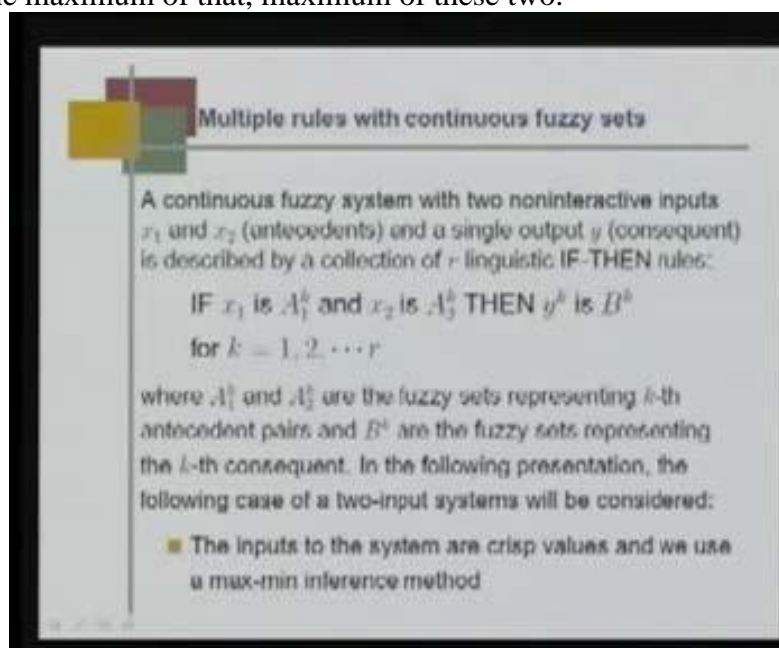 the maximum of that, maximum of these two.
Multiple rules with continuous fuzzy sets
A continuous fuzzy system with two noninteractive inputs
x₁ and x₂ (antecedents) and a single output y (consequent)
is described by a collection of r linguistic IF-THEN rules:
IF x₁ is A₁ᵏ and x₂ is A₂ᵏ THEN yᵏ is Bᵏ
for k = 1, 2, ⋯ r
where A₁ᵏ and A₂ᵏ are the fuzzy sets representing k-th
antecedent pairs and Bᵏ are the fuzzy sets representing
the k-th consequent. In the following presentation, the
following case of a two-input systems will be considered:
The inputs to the system are crisp values and we use
a max-min inference method